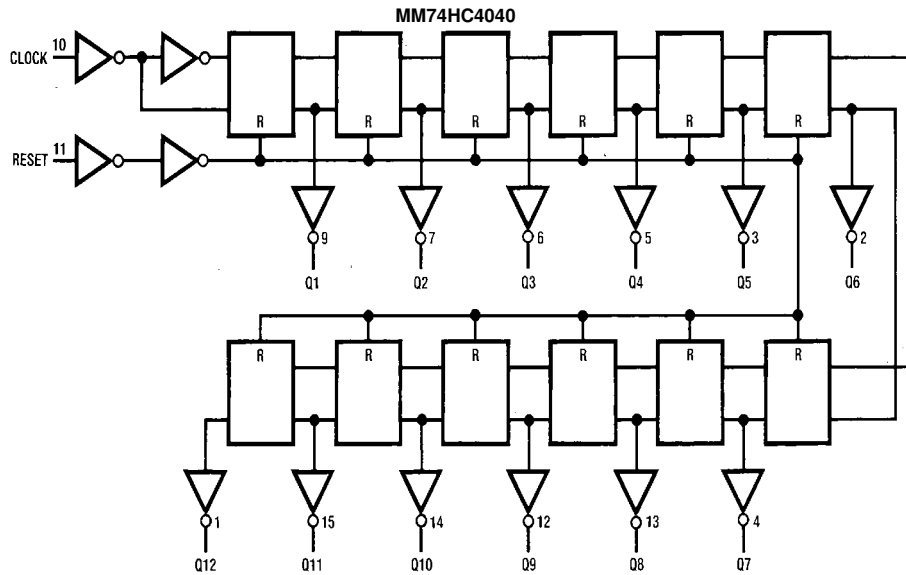 MM74HC4040
CLOCK 10
R R R R R R
RESET 11
9 7 6 5 3 2
Q1 Q2 Q3 Q4 Q5 Q6
R R R R R R
1 15 14 12 13 4
Q12 Q11 Q10 Q9 Q8 Q7